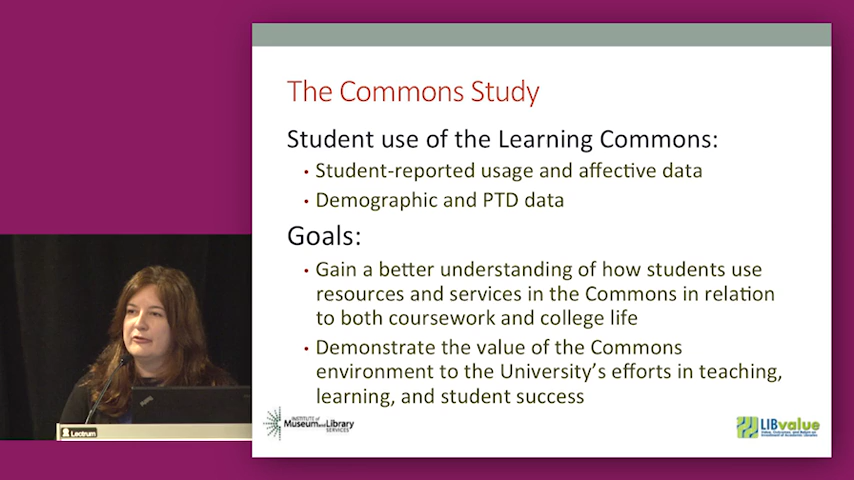 The Commons Study
Student use of the Learning Commons:
• Student-reported usage and affective data
• Demographic and PTD data
Goals:
• Gain a better understanding of how students use
resources and services in the Commons in relation
to both coursework and college life
• Demonstrate the value of the Commons
environment to the University's efforts in teaching,
learning, and student success
INSTITUTE of
Museum and Library
SERVICES
LIBvalue
Lectrum